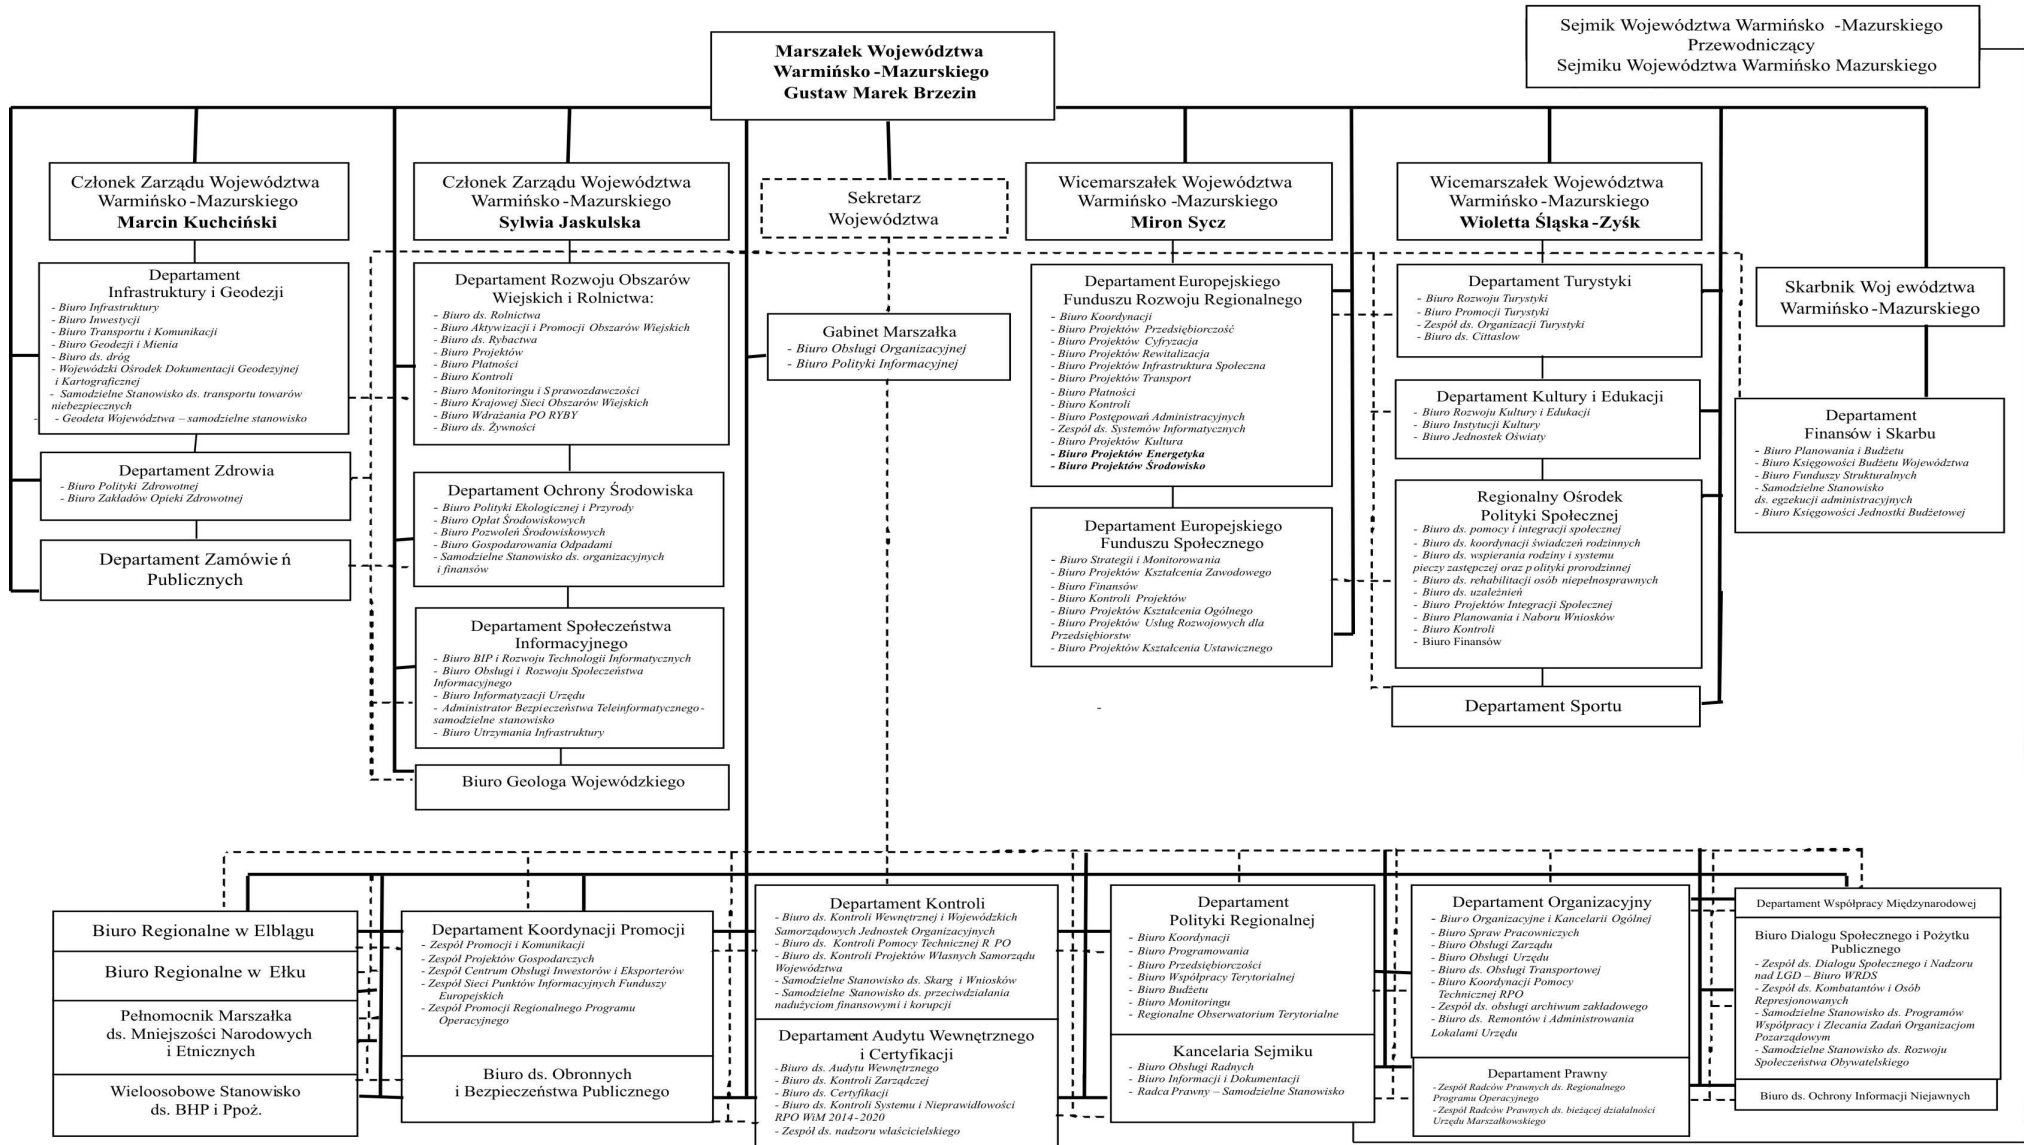 Sejmik Województwa Warmińsko -Mazurskiego
Przewodniczący
Sejmiku Województwa Warmińsko Mazurskiego
Marszałek Województwa
Warmińsko -Mazurskiego
Gustaw Marek Brzezin
Członek Zarządu Województwa
Warmińsko -Mazurskiego
Marcin Kuchciński
Członek Zarządu Województwa
Warmińsko -Mazurskiego
Sylwia Jaskulska
Sekretarz
Województwa
Wicemarszałek Województwa
Warmińsko -Mazurskiego
Miron Sycz
Wicemarszałek Województwa
Warmińsko -Mazurskiego
Wioletta Śląska -Zyśk
Skarbnik Woj ewództwa
Warmińsko -Mazurskiego
Departament
Infrastruktury i Geodezji
- Biuro Infrastruktury
- Biuro Inwestycji
- Biuro Transportu i Komunikacji
- Biuro Geodezji i Mienia
- Biuro ds. dróg
- Wojewódzki Ośrodek Dokumentacji Geodezyjnej
i Kartograficznej
- Samodzielne Stanowisko ds. transportu towarów
niebezpiecznych
- - Geodeta Województwa – samodzielne stanowisko
Departament Zdrowia
- Biuro Polityki Zdrowotnej
- Biuro Zakładów Opieki Zdrowotnej
Departament Zamówie ń
Publicznych
Departament Rozwoju Obszarów
Wiejskich i Rolnictwa:
- Biuro ds. Rolnictwa
- Biuro Aktywizacji i Promocji Obszarów Wiejskich
- Biuro ds. Rybactwa
- Biuro Projektów
- Biuro Płatności
- Biuro Kontroli
- Biuro Monitoringu i S prawozdawczości
- Biuro Krajowej Sieci Obszarów Wiejskich
- Biuro Wdrażania PO RYBY
- Biuro ds. Żywności
Departament Ochrony Środowiska
- Biuro Polityki Ekologicznej i Przyrody
- Biuro Opłat Środowiskowych
- Biuro Pozwoleń Środowiskowych
- Biuro Gospodarowania Odpadami
- Samodzielne Stanowisko ds. organizacyjnych
i finansów
Departament Społeczeństwa
Informacyjnego
- Biuro BIP i Rozwoju Technologii Informatycznych
- Biuro Obsługi i Rozwoju Społeczeństwa
Informacyjnego
- Biuro Informatyzacji Urzędu
- Administrator Bezpieczeństwa Teleinformatycznego-
samodzielne stanowisko
- Biuro Utrzymania Infrastruktury
Biuro Geologa Wojewódzkiego
Gabinet Marszałka
- Biuro Obsługi Organizacyjnej
- Biuro Polityki Informacyjnej
Departament Europejskiego
Funduszu Rozwoju Regionalnego
- Biuro Koordynacji
- Biuro Projektów Przedsiębiorczość
- Biuro Projektów Cyfryzacja
- Biuro Projektów Rewitalizacja
- Biuro Projektów Infrastruktura Społeczna
- Biuro Projektów Transport
- Biuro Płatności
- Biuro Kontroli
- Biuro Postępowań Administracyjnych
- Zespół ds. Systemów Informatycznych
- Biuro Projektów Kultura
- Biuro Projektów Energetyka
- Biuro Projektów Środowisko
Departament Europejskiego
Funduszu Społecznego
- Biuro Strategii i Monitorowania
- Biuro Projektów Kształcenia Zawodowego
- Biuro Finansów
- Biuro Kontroli Projektów
- Biuro Projektów Kształcenia Ogólnego
- Biuro Projektów Usług Rozwojowych dla
Przedsiębiorstw
- Biuro Projektów Kształcenia Ustawicznego
-
Departament Turystyki
- Biuro Rozwoju Turystyki
- Biuro Promocji Turystyki
- Zespół ds. Organizacji Turystyki
- Biuro ds. Cittaslow
Departament Kultury i Edukacji
- Biuro Rozwoju Kultury i Edukacji
- Biuro Instytucji Kultury
- Biuro Jednostek Oświaty
Regionalny Ośrodek
Polityki Społecznej
- Biuro ds. pomocy i integracji społecznej
- Biuro ds. koordynacji świadczeń rodzinnych
- Biuro ds. wspierania rodziny i systemu
pieczy zastępczej oraz p olityki prorodzinnej
- Biuro ds. rehabilitacji osób niepełnosprawnych
- Biuro ds. uzależnień
- Biuro Projektów Integracji Społecznej
- Biuro Planowania i Naboru Wniosków
- Biuro Kontroli
- Biuro Finansów
Departament Sportu
Departament
Finansów i Skarbu
- Biuro Planowania i Budżetu
- Biuro Księgowości Budżetu Województwa
- Biuro Funduszy Strukturalnych
- Samodzielne Stanowisko
ds. egzekucji administracyjnych
- Biuro Księgowości Jednostki Budżetowej
Biuro Regionalne w Elblągu
Biuro Regionalne w Ełku
Pełnomocnik Marszałka
ds. Mniejszości Narodowych
i Etnicznych
Wieloosobowe Stanowisko
ds. BHP i Ppoż.
Departament Koordynacji Promocji
- Zespół Promocji i Komunikacji
- Zespół Projektów Gospodarczych
- Zespół Centrum Obsługi Inwestorów i Eksporterów
- Zespół Sieci Punktów Informacyjnych Funduszy
Europejskich
- Zespół Promocji Regionalnego Programu
Operacyjnego
Biuro ds. Obronnych
i Bezpieczeństwa Publicznego
Departament Kontroli
- Biuro ds. Kontroli Wewnętrznej i Wojewódzkich
Samorządowych Jednostek Organizacyjnych
- Biuro ds. Kontroli Pomocy Technicznej R PO
- Biuro ds. Kontroli Projektów Własnych Samorządu
Województwa
- Samodzielne Stanowisko ds. Skarg i Wniosków
- Samodzielne Stanowisko ds. przeciwdziałania
nadużyciom finansowymi i korupcji
Departament Audytu Wewnętrznego
i Certyfikacji
- Biuro ds. Audytu Wewnętrznego
- Biuro ds. Kontroli Zarządczej
- Biuro ds. Certyfikacji
- Biuro ds. Kontroli Systemu i Nieprawidłowości
RPO WiM 2014-2020
- Zespół ds. nadzoru właścicielskiego
Departament
Polityki Regionalnej
- Biuro Koordynacji
- Biuro Programowania
- Biuro Przedsiębiorczości
- Biuro Współpracy Terytorialnej
- Biuro Budżetu
- Biuro Monitoringu
- Regionalne Obserwatorium Terytorialne
Kancelaria Sejmiku
- Biuro Obsługi Radnych
- Biuro Informacji i Dokumentacji
- Radca Prawny – Samodzielne Stanowisko
Departament Organizacyjny
- Biuro Organizacyjne i Kancelarii Ogólnej
- Biuro Spraw Pracowniczych
- Biuro Obsługi Zarządu
- Biuro Obsługi Urzędu
- Biuro ds. Obsługi Transportowej
- Biuro Koordynacji Pomocy
Technicznej RPO
- Zespół ds. obsługi archiwum zakładowego
- Biuro ds. Remontów i Administrowania
Lokalami Urzędu
Departament Prawny
- Zespół Radców Prawnych ds. Regionalnego
Programu Operacyjnego
- Zespół Radców Prawnych ds. bieżącej działalności
Urzędu Marszałkowskiego
Departament Współpracy Międzynarodowej
Biuro Dialogu Społecznego i Pożytku
Publicznego
- Zespół ds. Dialogu Społecznego i Nadzoru
nad LGD – Biuro WRDS
- Zespół ds. Kombatantów i Osób
Represjonowanych
- Samodzielne Stanowisko ds. Programów
Współpracy i Zlecania Zadań Organizacjom
Pozarządowym
- Samodzielne Stanowisko ds. Rozwoju
Społeczeństwa Obywatelskiego
Biuro ds. Ochrony Informacji Niejawnych